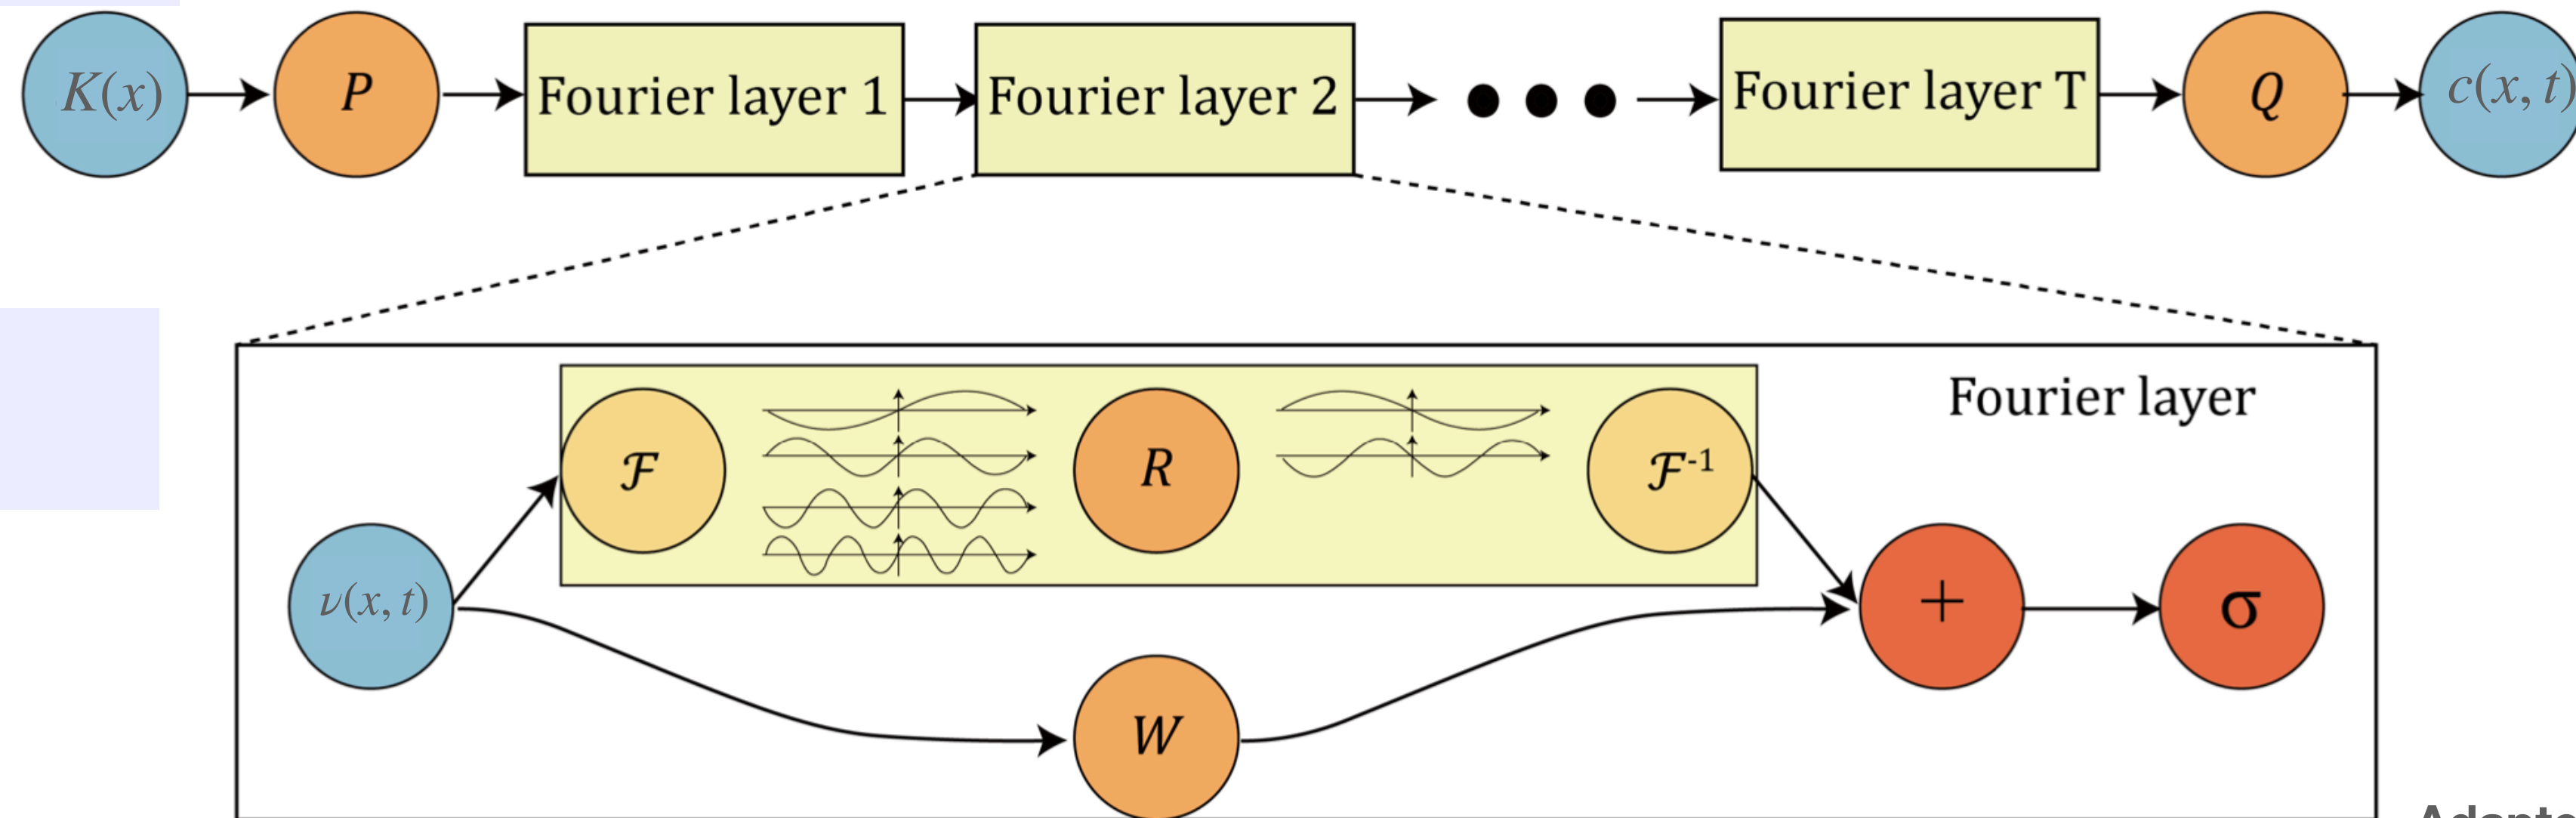 K(x) P Fourier layer 1 Fourier layer 2 Fourier layer T Q c(x, t)
Fourier layer
ℱ R ℱ⁻¹
ν(x, t) + σ
W